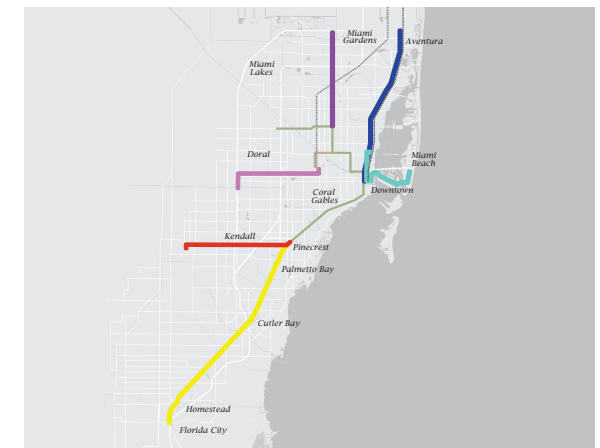 Miami
Gardens
Aventura
Miami
Lakes
Doral
Miami
Beach
Coral
Gables
Downtown
Kendall
Pinecrest
Palmetto Bay
Cutler Bay
Homestead
Florida City